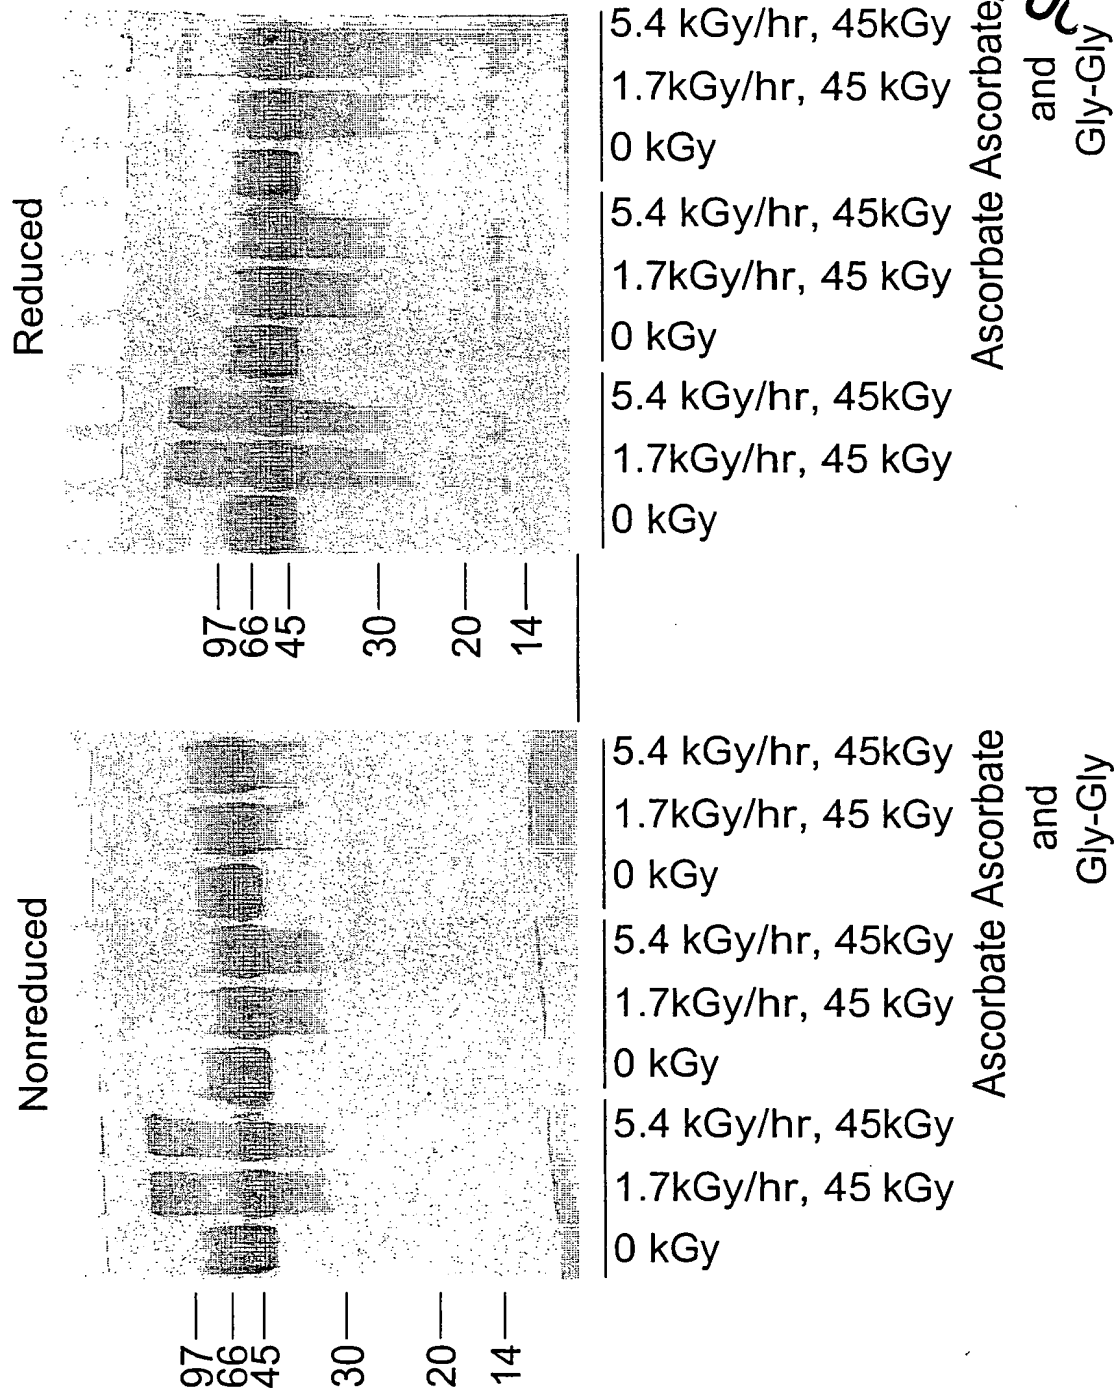 Reduced
97
66
45
30
20
14
5.4 kGy/hr, 45kGy
1.7kGy/hr, 45 kGy
0 kGy
5.4 kGy/hr, 45kGy
1.7kGy/hr, 45 kGy
0 kGy
5.4 kGy/hr, 45kGy
1.7kGy/hr, 45 kGy
0 kGy
Ascorbate
Ascorbate
and
Gly-Gly
Nonreduced
97
66
45
30
20
14
5.4 kGy/hr, 45kGy
1.7kGy/hr, 45 kGy
0 kGy
5.4 kGy/hr, 45kGy
1.7kGy/hr, 45 kGy
0 kGy
5.4 kGy/hr, 45kGy
1.7kGy/hr, 45 kGy
0 kGy
Ascorbate
Ascorbate
and
Gly-Gly